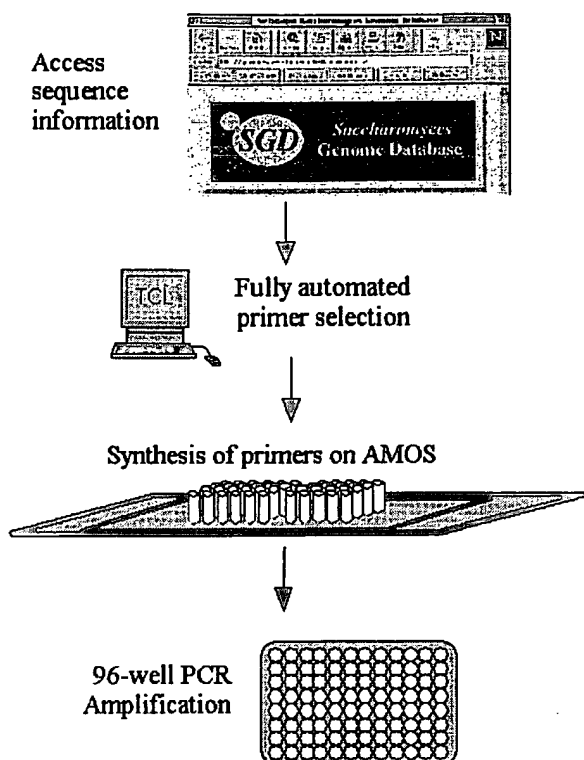 Access
sequence
information
N
SGD
Saccharomyces
Genome Database
TCL
Fully automated
primer selection
Synthesis of primers on AMOS
96-well PCR
Amplification